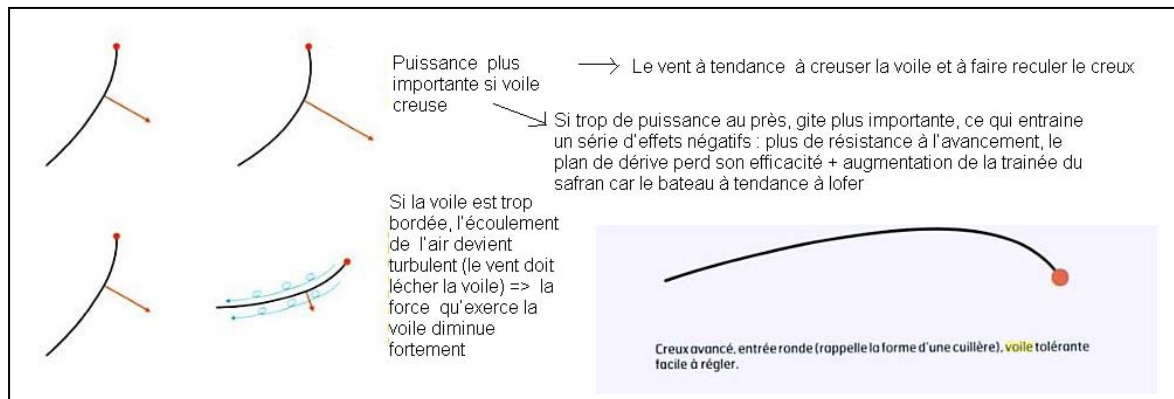 Puissance plus
importante si voile
creuse
Le vent à tendance à creuser la voile et à faire reculer le creux
Si trop de puissance au près, gite plus importante, ce qui entraine
un série d'effets négatifs : plus de résistance à l'avancement, le
plan de dérive perd son efficacité + augmentation de la trainée du
safran car le bateau à tendance à lofer
Si la voile est trop
bordée, l'écoulement
de l'air devient
turbulent (le vent doit
lécher la voile) => la
force qu'exerce la
voile diminue
fortement
Creux avancé, entrée ronde (rappelle la forme d'une cuillère), voile tolérante
facile à régler.